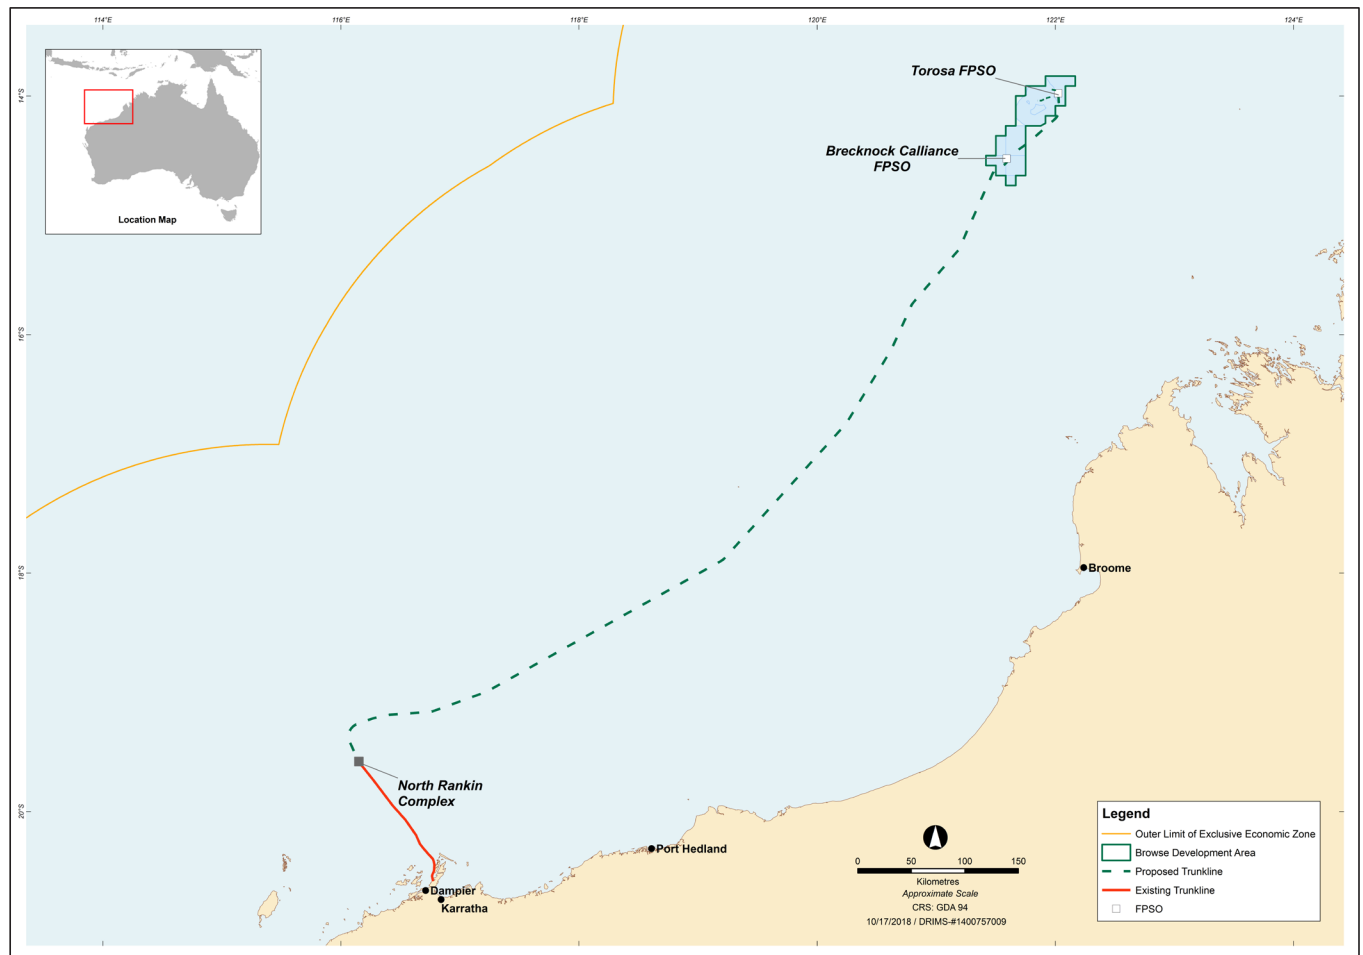 114°E
116°E
118°E
120°E
122°E
124°E
14°S
16°S
18°S
20°S
Location Map
Torosa FPSO
Brecknock Calliance
FPSO
Broome
North Rankin
Complex
Port Hedland
Dampier
Karratha
0 50 100 150
Kilometres
Approximate Scale
CRS: GDA 94
10/17/2018 / DRIMS-#1400757009
Legend
Outer Limit of Exclusive Economic Zone
Browse Development Area
Proposed Trunkline
Existing Trunkline
FPSO